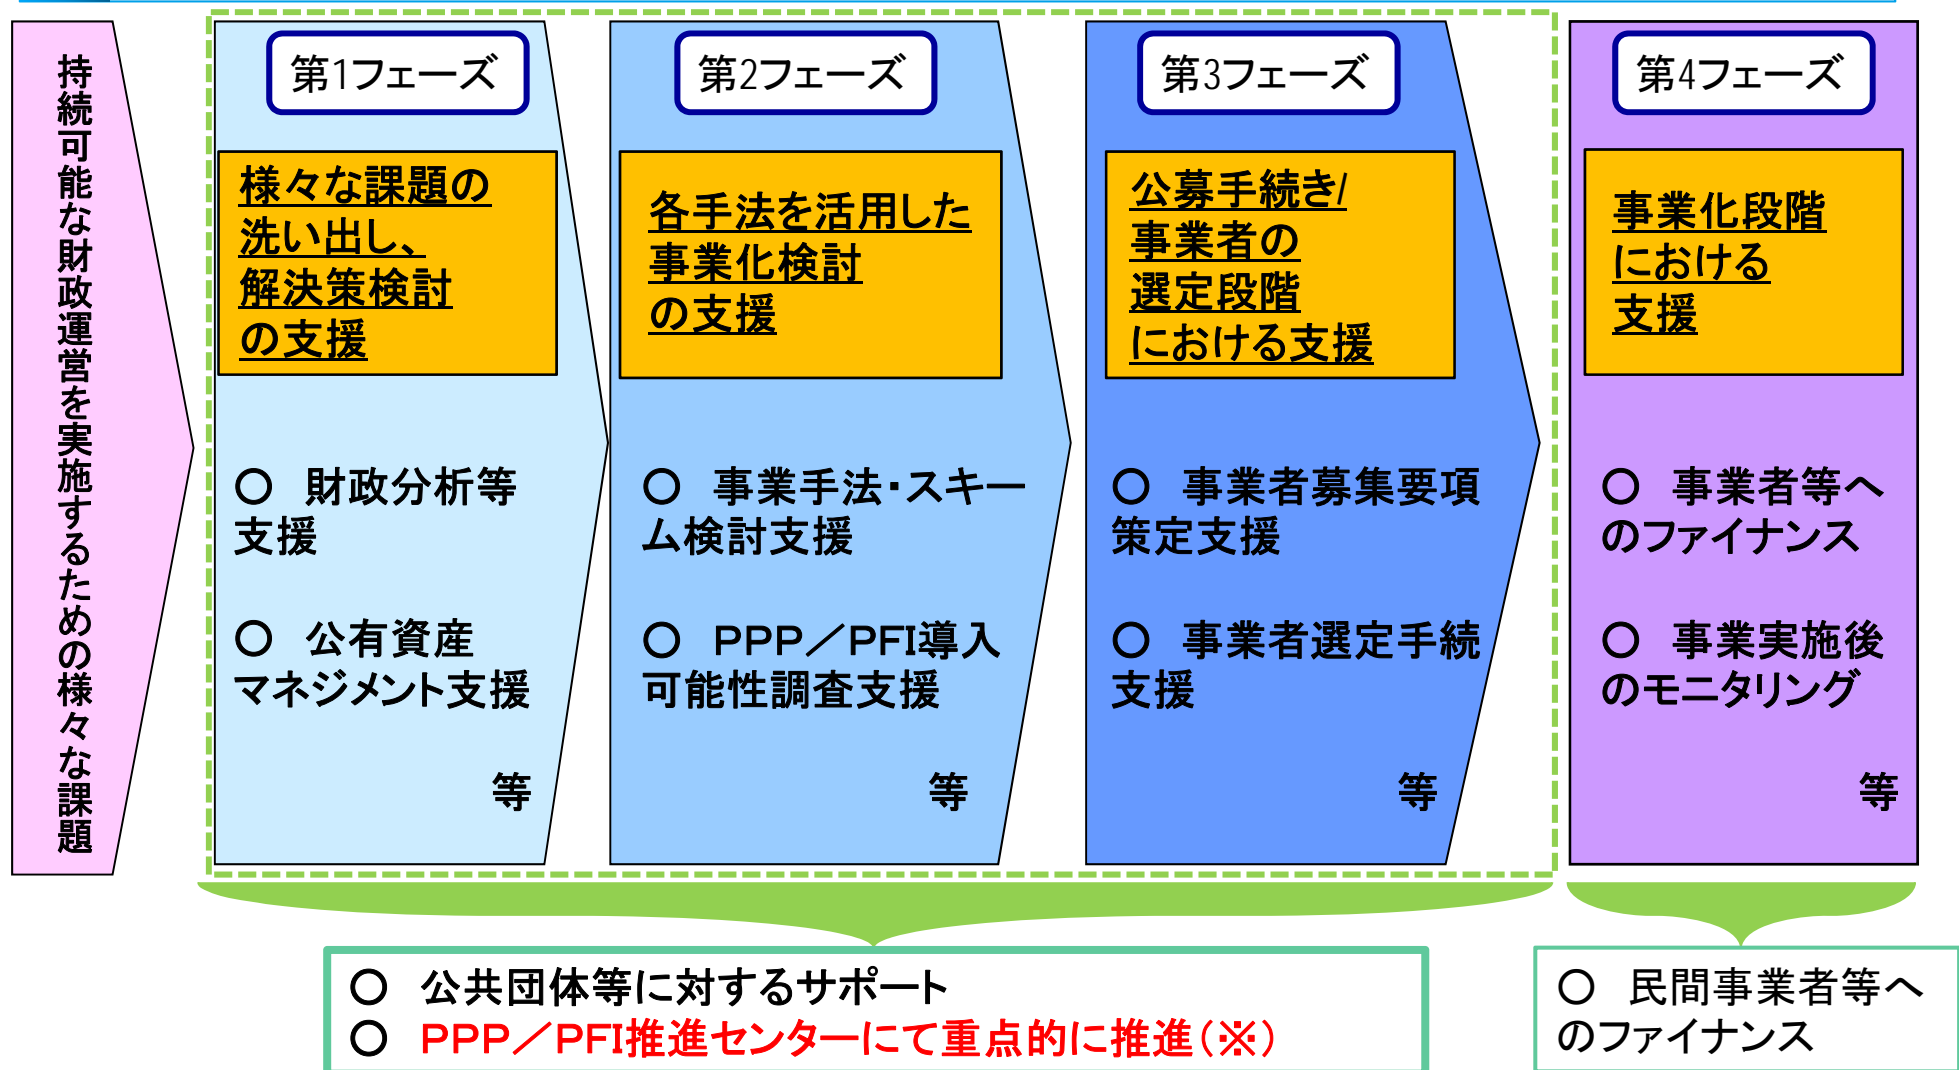 持続可能な財政運営を実施するための様々な課題
第1フェーズ
様々な課題の
洗い出し、
解決策検討
の支援
○ 財政分析等
支援
○ 公有資産
マネジメント支援
等
第2フェーズ
各手法を活用した
事業化検討
の支援
○ 事業手法・スキー
ム検討支援
○ PPP／PFI導入
可能性調査支援
等
第3フェーズ
公募手続き/
事業者の
選定段階
における支援
○ 事業者募集要項
策定支援
○ 事業者選定手続
支援
等
第4フェーズ
事業化段階
における
支援
○ 事業者等へ
のファイナンス
○ 事業実施後
のモニタリング
等
○ 公共団体等に対するサポート
○ PPP／PFI推進センターにて重点的に推進（※）
○ 民間事業者等へ
のファイナンス